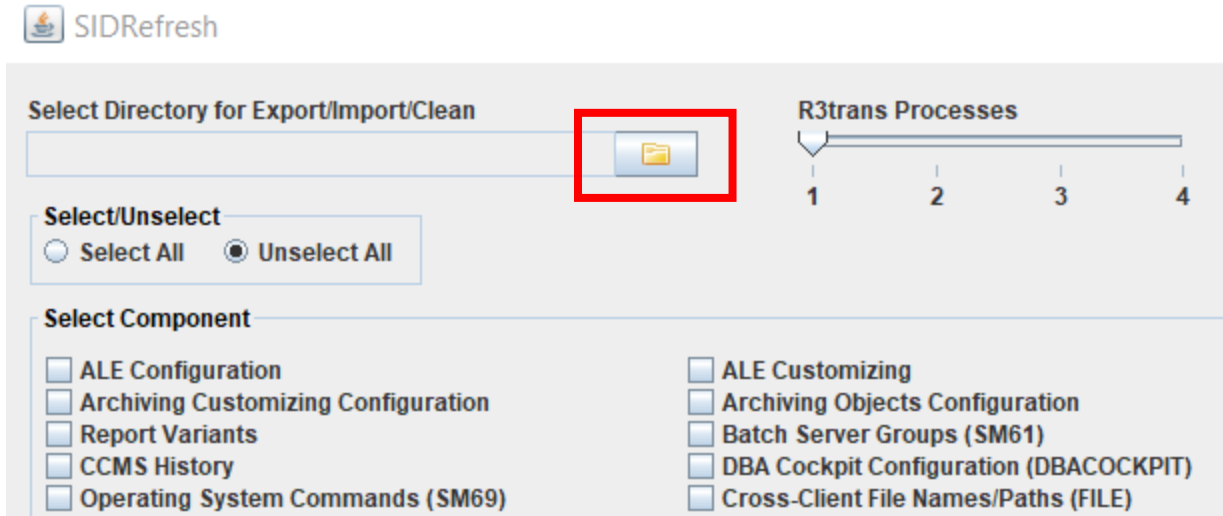 SIDRefresh
Select Directory for Export/Import/Clean
R3trans Processes
1 2 3 4
Select/Unselect
Select All Unselect All
Select Component
ALE Configuration ALE Customizing
Archiving Customizing Configuration Archiving Objects Configuration
Report Variants Batch Server Groups (SM61)
CCMS History DBA Cockpit Configuration (DBACOCKPIT)
Operating System Commands (SM69) Cross-Client File Names/Paths (FILE)